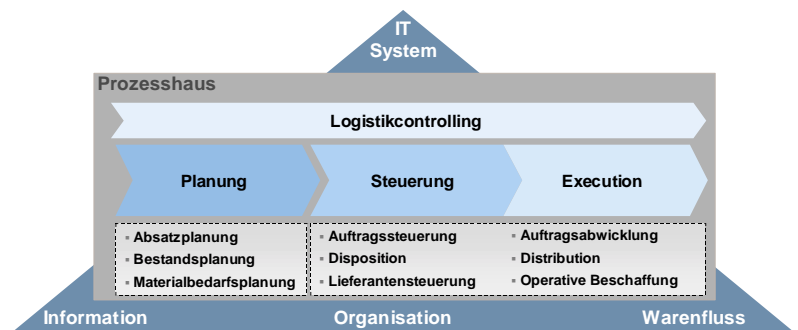 IT
System
Prozesshaus
Logistikcontrolling
Planung
Steuerung
Execution
▪ Absatzplanung
▪ Bestandsplanung
▪ Materialbedarfsplanung
▪ Auftragssteuerung
▪ Disposition
▪ Lieferantensteuerung
▪ Auftragsabwicklung
▪ Distribution
▪ Operative Beschaffung
Information
Organisation
Warenfluss